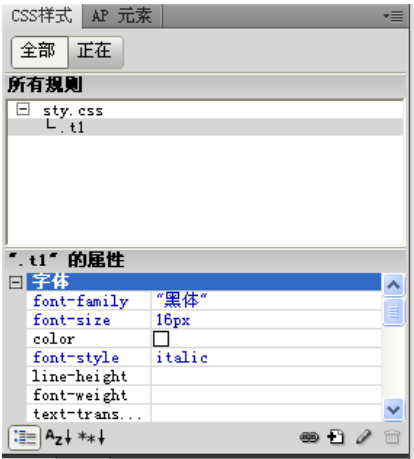 CSS样式 AP 元素
全部 正在
所有规则
sty.css
.t1
".t1" 的属性
字体
font-family "黑体"
font-size 16px
color
font-style italic
line-height
font-weight
text-trans...
AZ↓ **↓